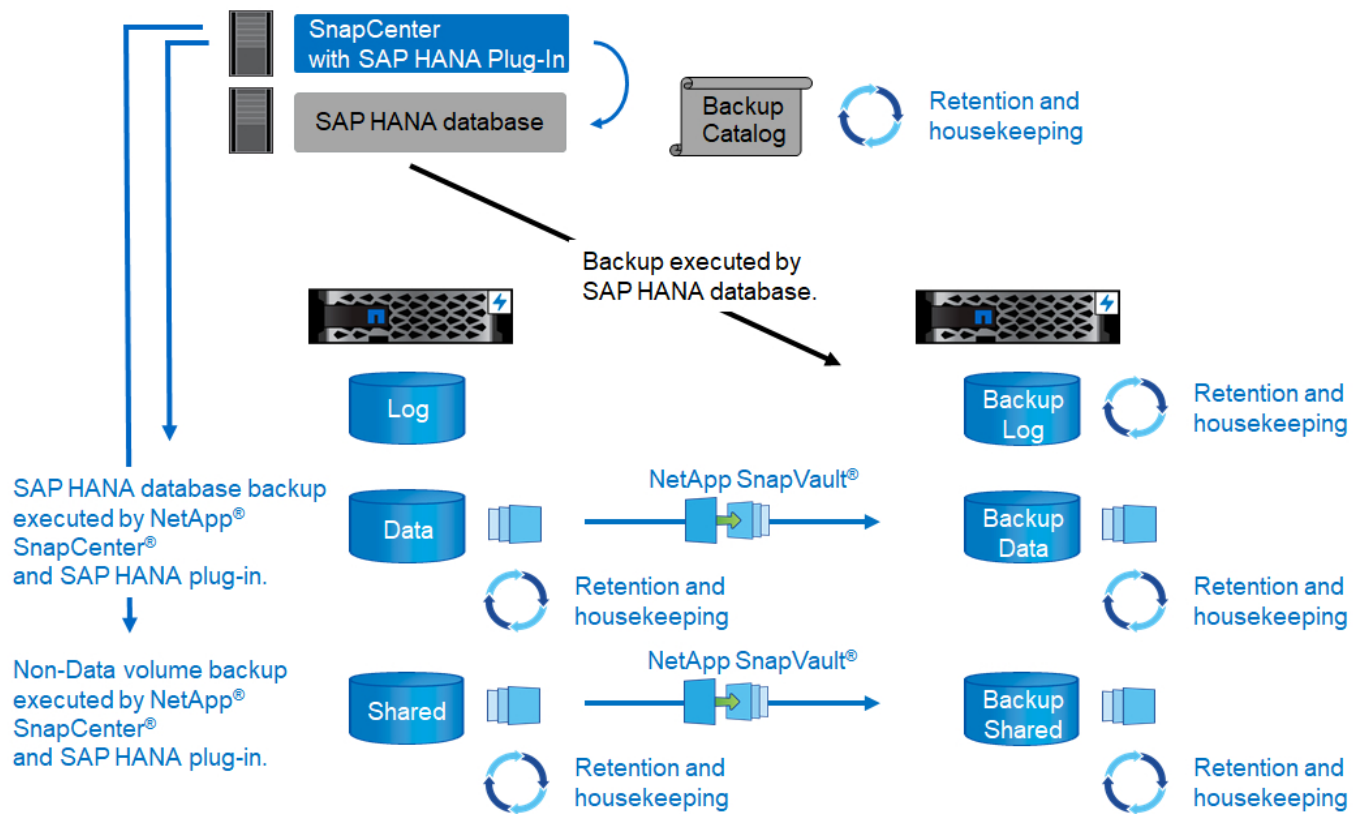 SnapCenter
with SAP HANA Plug-In
SAP HANA database
Backup
Catalog
Retention and
housekeeping
Backup executed by
SAP HANA database.
Log
Backup
Log
Retention and
housekeeping
SAP HANA database backup
executed by NetApp®
SnapCenter®
and SAP HANA plug-in.
Data
NetApp SnapVault®
Backup
Data
Retention and
housekeeping
Retention and
housekeeping
Non-Data volume backup
executed by NetApp®
SnapCenter®
and SAP HANA plug-in.
Shared
NetApp SnapVault®
Backup
Shared
Retention and
housekeeping
Retention and
housekeeping